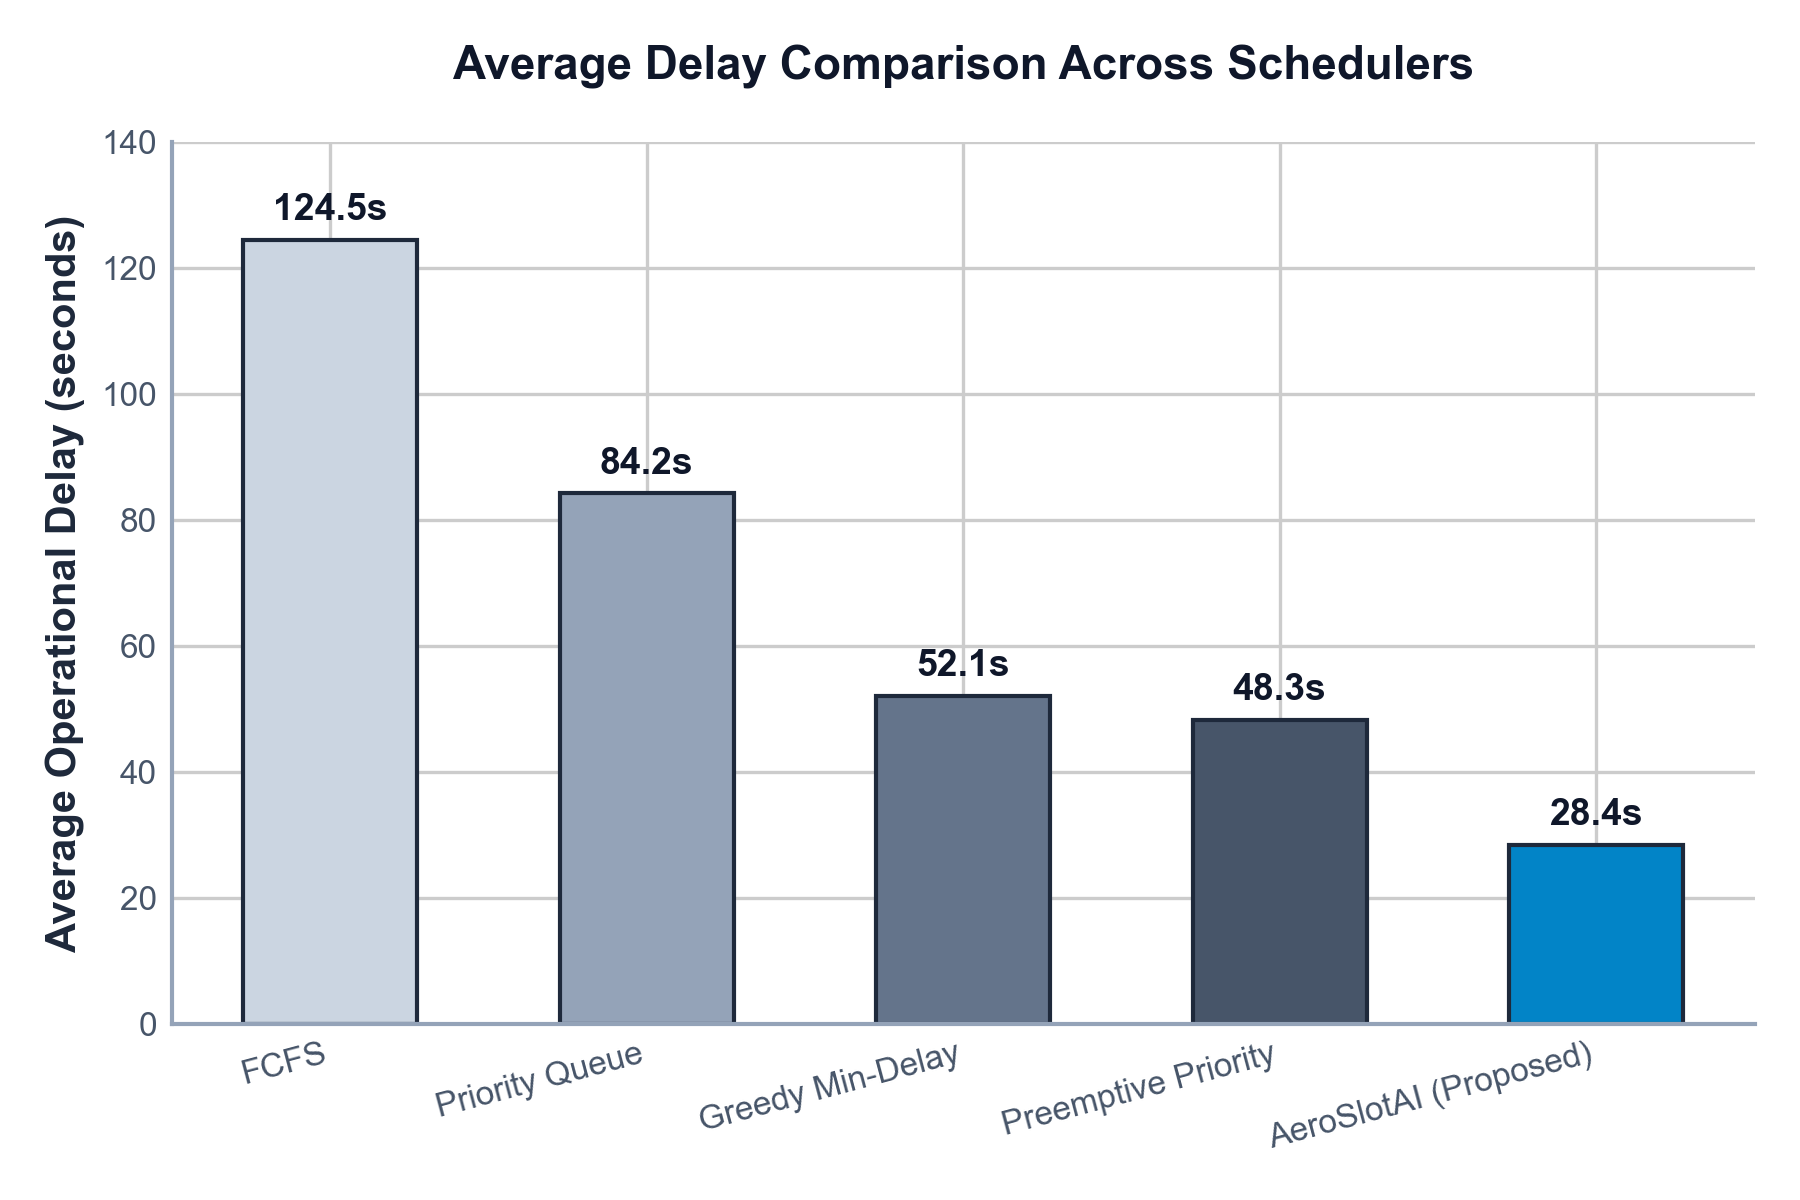 Average Delay Comparison Across Schedulers
Average Operational Delay (seconds)
140
120
100
80
60
40
20
0
124.5s
84.2s
52.1s
48.3s
28.4s
FCFS
Priority Queue
Greedy Min-Delay
Preemptive Priority
AeroSlotAI (Proposed)